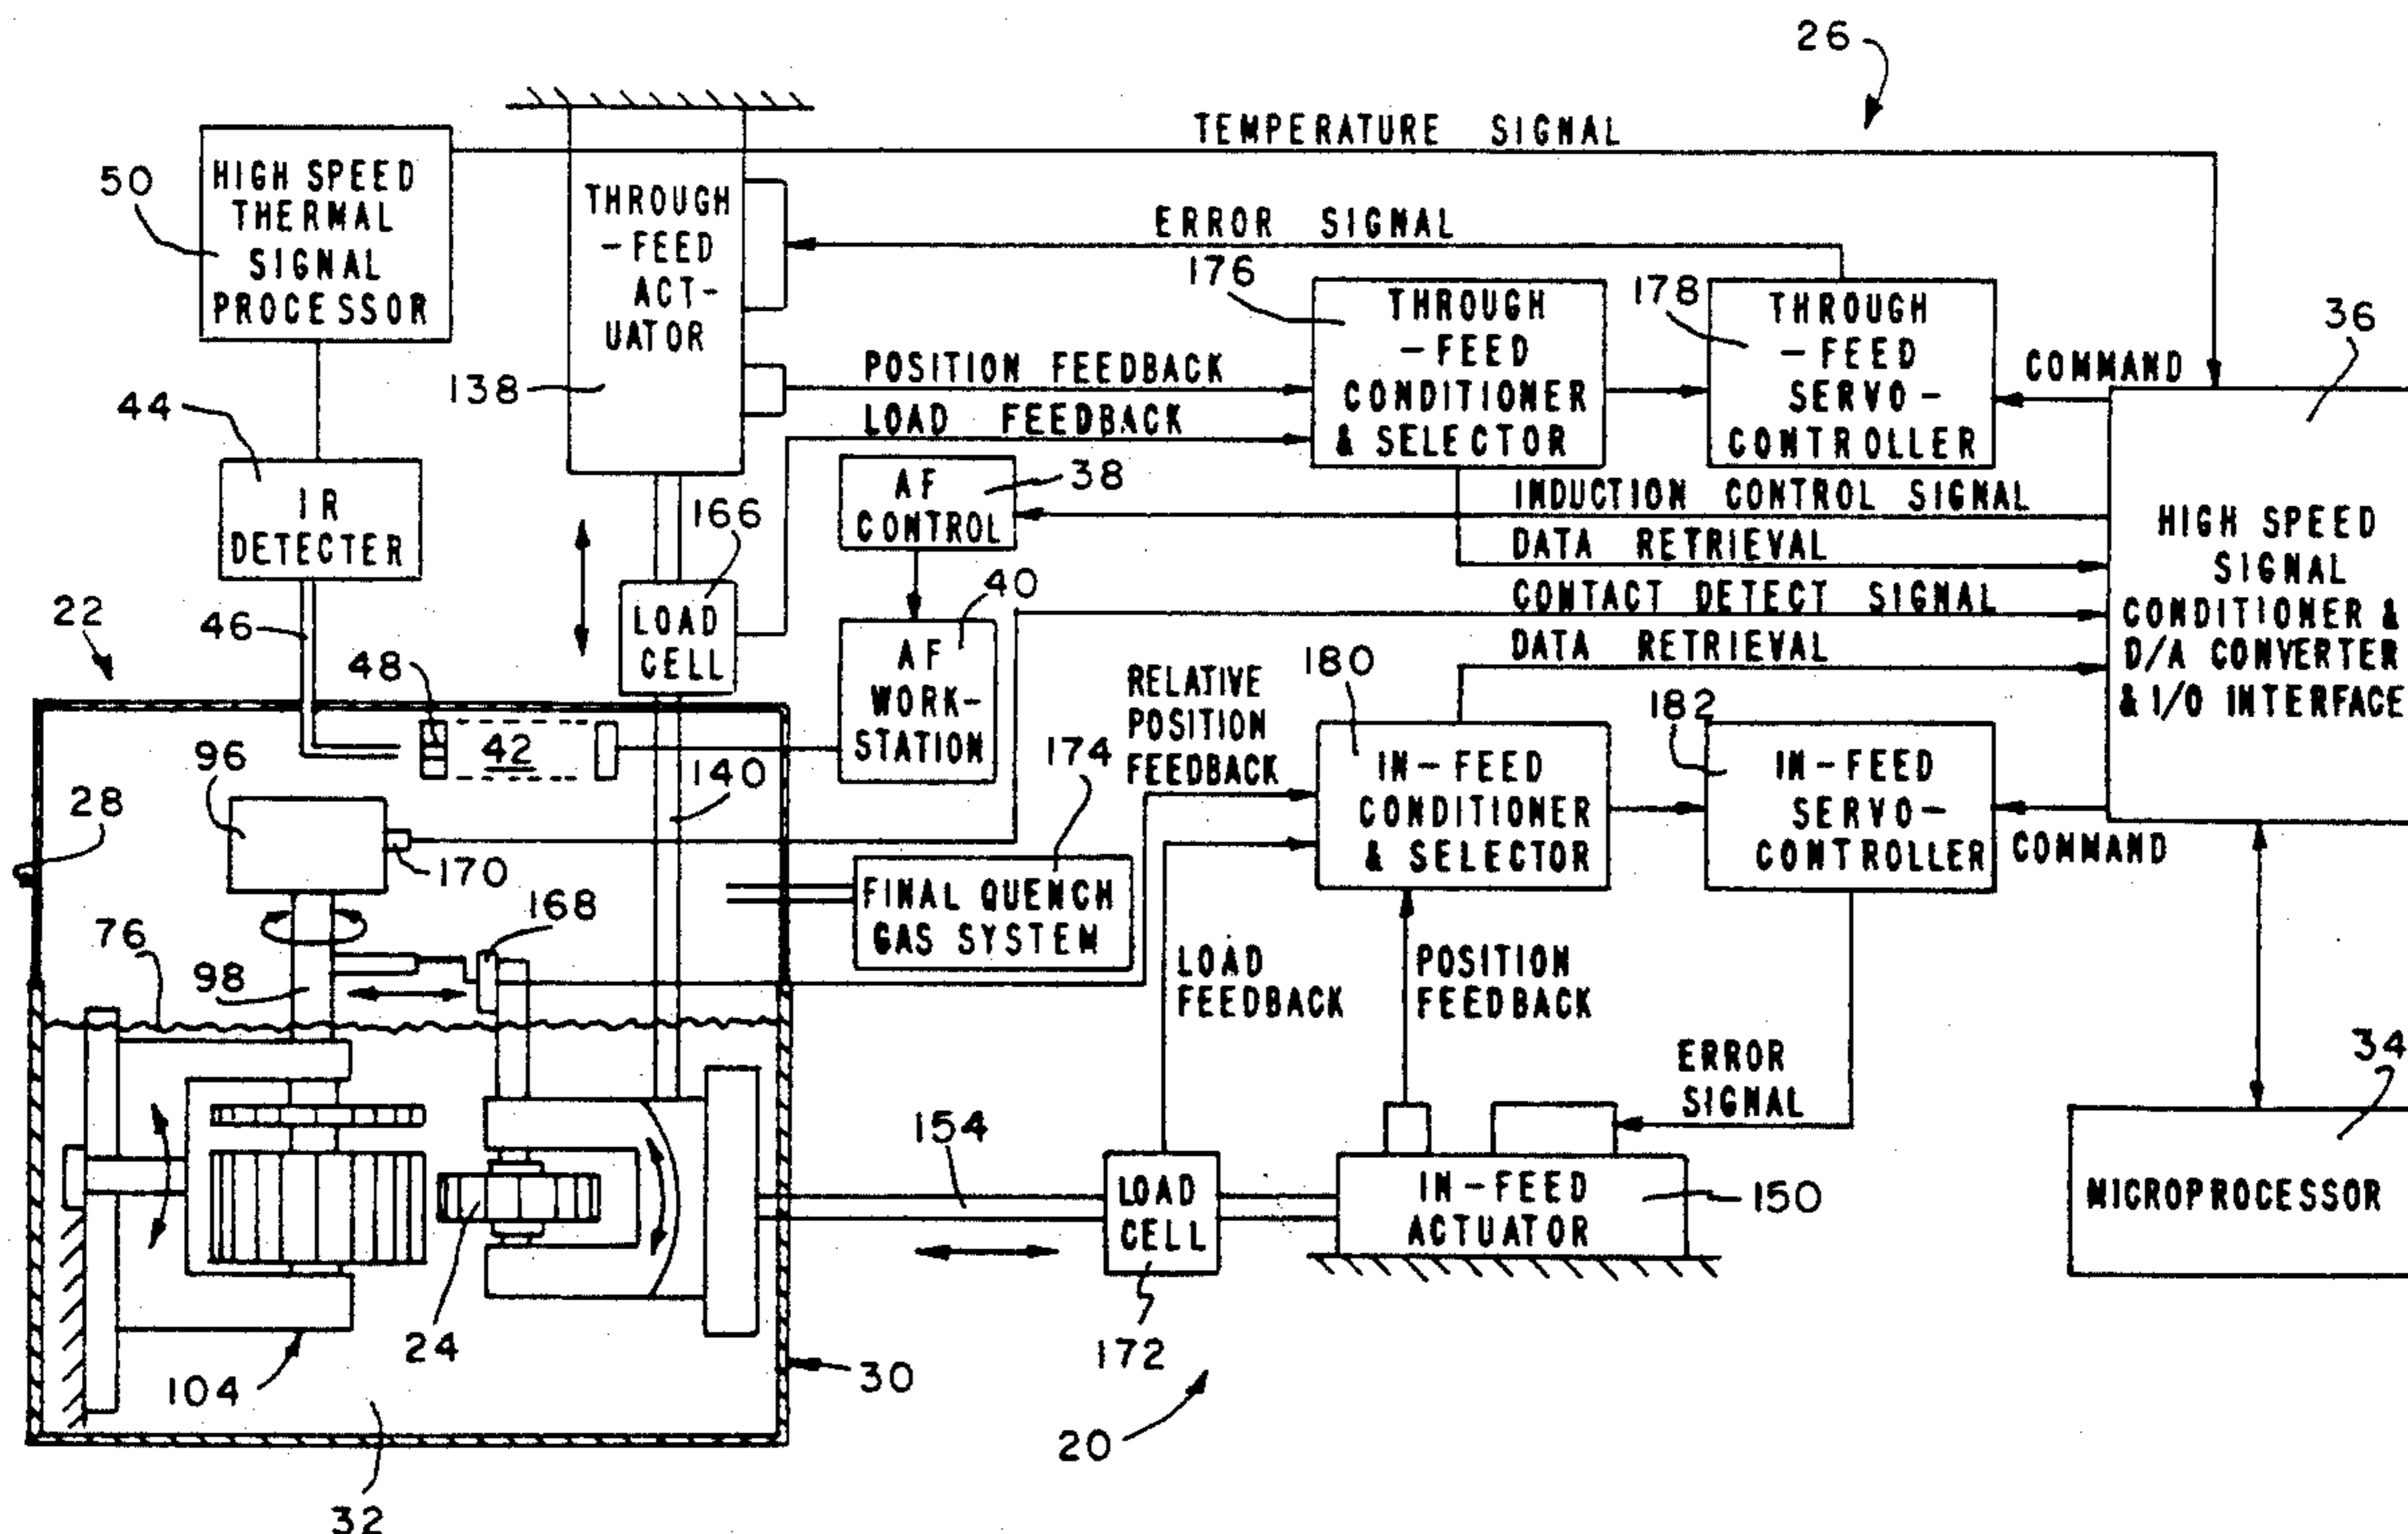 26
TEMPERATURE SIGNAL
50
HIGH SPEED
THERMAL
SIGNAL
PROCESSOR
THROUGH
-FEED
ACT-
UATOR
138
ERROR SIGNAL
176
THROUGH
-FEED
CONDITIONER
& SELECTOR
178
THROUGH
-FEED
SERVO-
CONTROLLER
COMMAND
36
POSITION FEEDBACK
LOAD FEEDBACK
44
IR
DETECTER
AF
CONTROL
38
166
LOAD
CELL
INDUCTION CONTROL SIGNAL
DATA RETRIEVAL
CONTACT DETECT SIGNAL
DATA RETRIEVAL
HIGH SPEED
SIGNAL
CONDITIONER &
D/A CONVERTER
& I/O INTERFACE
22
46
48
42
40
AF
WORK-
STATION
RELATIVE
POSITION
FEEDBACK
180
IN-FEED
CONDITIONER
& SELECTOR
182
IN-FEED
SERVO-
CONTROLLER
COMMAND
96
28
140
174
170
FINAL QUENCH
GAS SYSTEM
168
76
98
LOAD
FEEDBACK
POSITION
FEEDBACK
ERROR
SIGNAL
34
MICROPROCESSOR
154
LOAD
CELL
IN-FEED
ACTUATOR
150
24
172
104
30
20
32